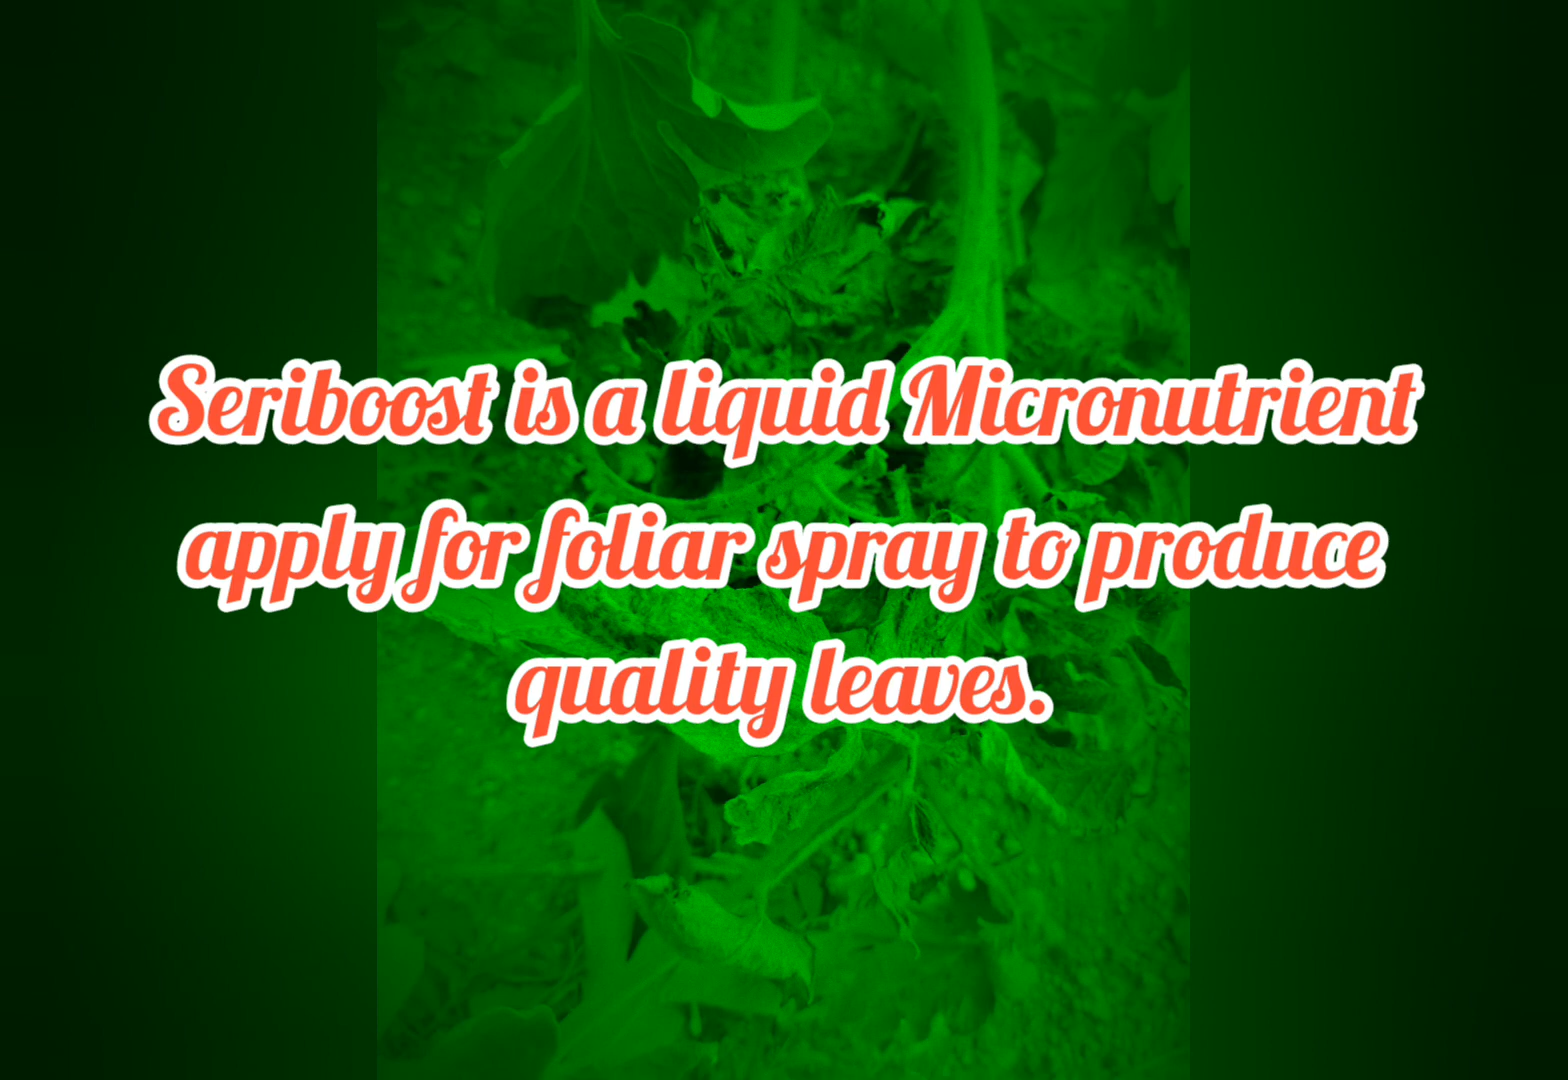 Seriboost is a liquid Micronutrient
apply for foliar spray to produce
quality leaves.